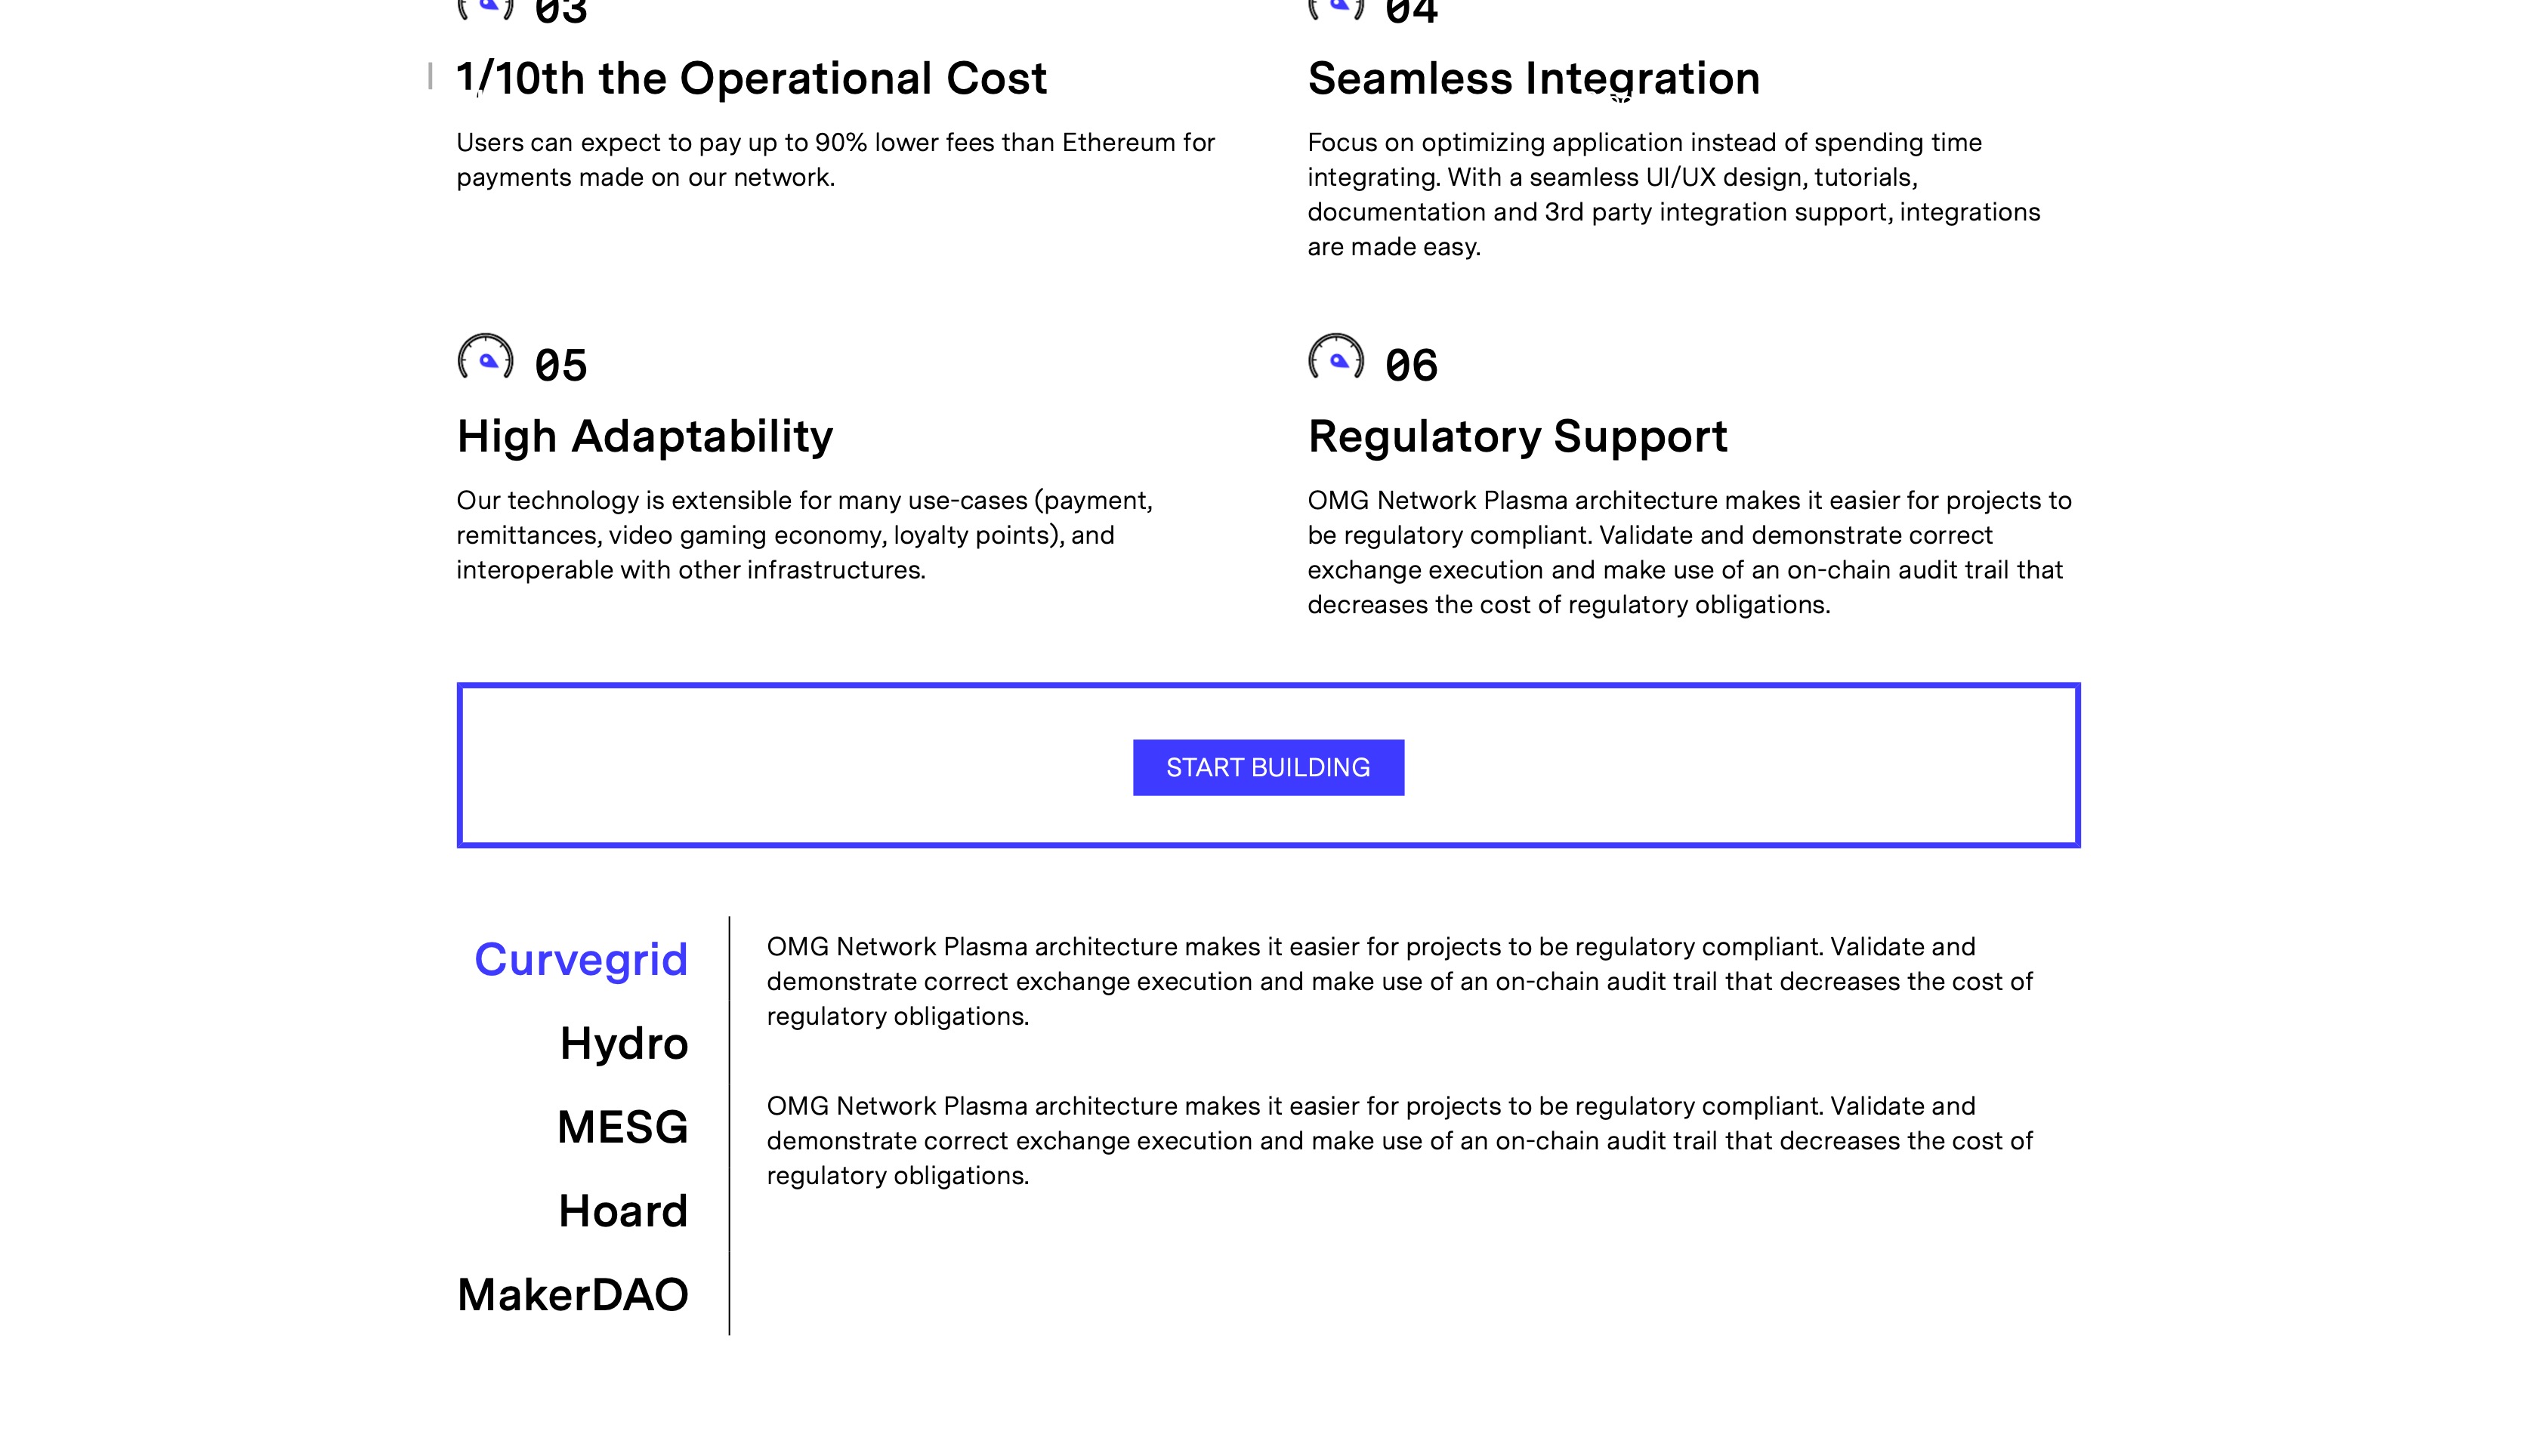 03
1/10th the Operational Cost
Users can expect to pay up to 90% lower fees than Ethereum for
payments made on our network.
04
Seamless Integration
Focus on optimizing application instead of spending time
integrating. With a seamless UI/UX design, tutorials,
documentation and 3rd party integration support, integrations
are made easy.
05
High Adaptability
Our technology is extensible for many use-cases (payment,
remittances, video gaming economy, loyalty points), and
interoperable with other infrastructures.
06
Regulatory Support
OMG Network Plasma architecture makes it easier for projects to
be regulatory compliant. Validate and demonstrate correct
exchange execution and make use of an on-chain audit trail that
decreases the cost of regulatory obligations.
START BUILDING
Curvegrid
Hydro
MESG
Hoard
MakerDAO
OMG Network Plasma architecture makes it easier for projects to be regulatory compliant. Validate and
demonstrate correct exchange execution and make use of an on-chain audit trail that decreases the cost of
regulatory obligations.
OMG Network Plasma architecture makes it easier for projects to be regulatory compliant. Validate and
demonstrate correct exchange execution and make use of an on-chain audit trail that decreases the cost of
regulatory obligations.